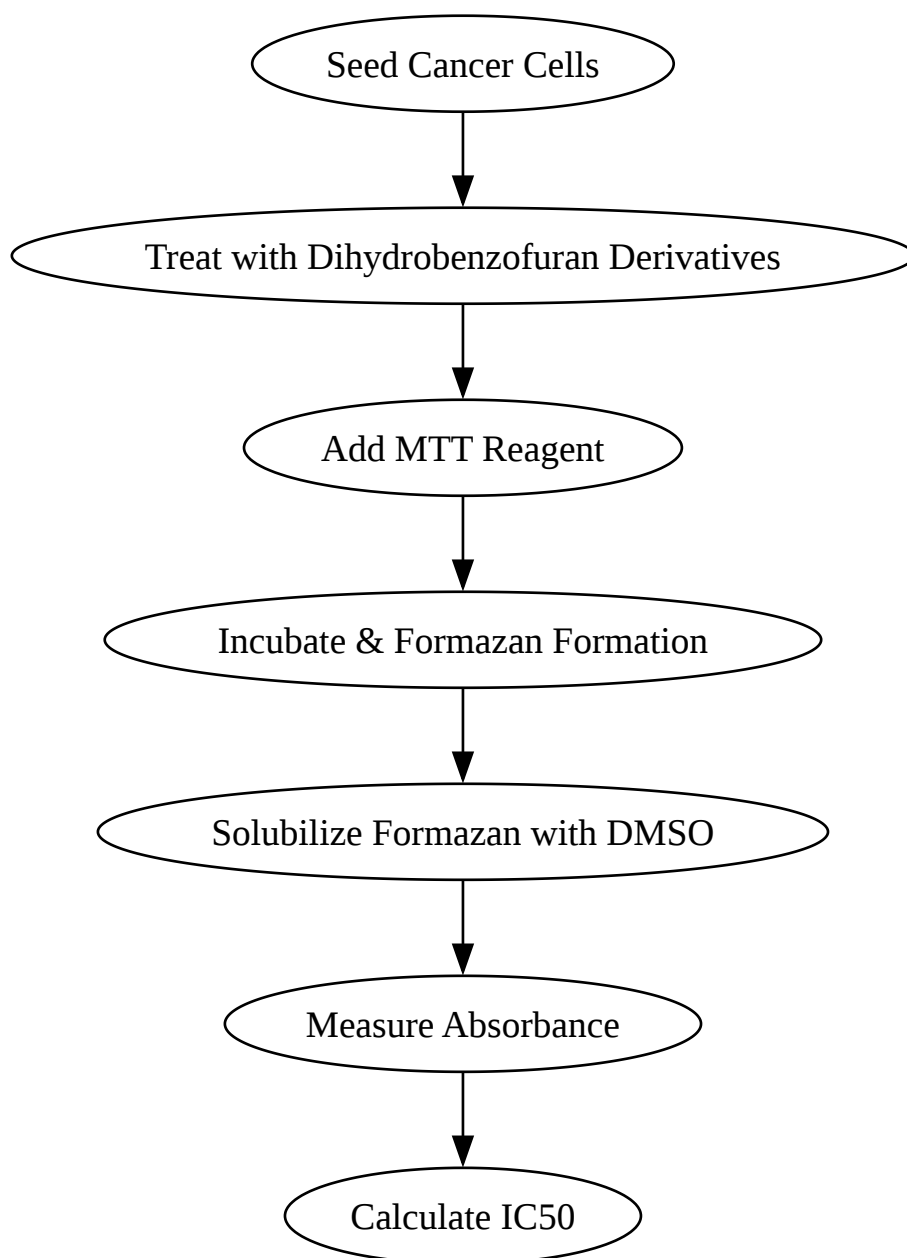 Seed Cancer Cells
Treat with Dihydrobenzofuran Derivatives
Add MTT Reagent
Incubate & Formazan Formation
Solubilize Formazan with DMSO
Measure Absorbance
Calculate IC50